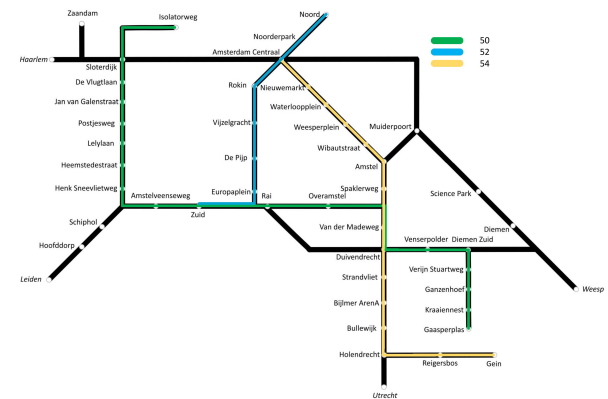 Zaandam
Isolatorweg
Noord
Noorderpark
50
52
54
Haarlem
Amsterdam Centraal
Sloterdijk
De Vlugtlaan
Rokin
Nieuwemarkt
Jan van Galenstraat
Waterloopplein
Postjesweg
Vijzelgracht
Weesperplein
Muiderpoort
Lelylaan
Wibautstraat
De Pijp
Heemstedestraat
Amstel
Henk Sneevlietweg
Europaplein
Spaklerweg
Science Park
Amstelveenseweg
Rai
Overamstel
Zuid
Schiphol
Van der Madeweg
Diemen
Hoofddorp
Venserpolder
Diemen Zuid
Duivendrecht
Verijn Stuartweg
Leiden
Strandvliet
Ganzenhoef
Weesp
Bijlmer ArenA
Kraaiennest
Bullewijk
Gaasperplas
Holendrecht
Reigersbos
Gein
Utrecht